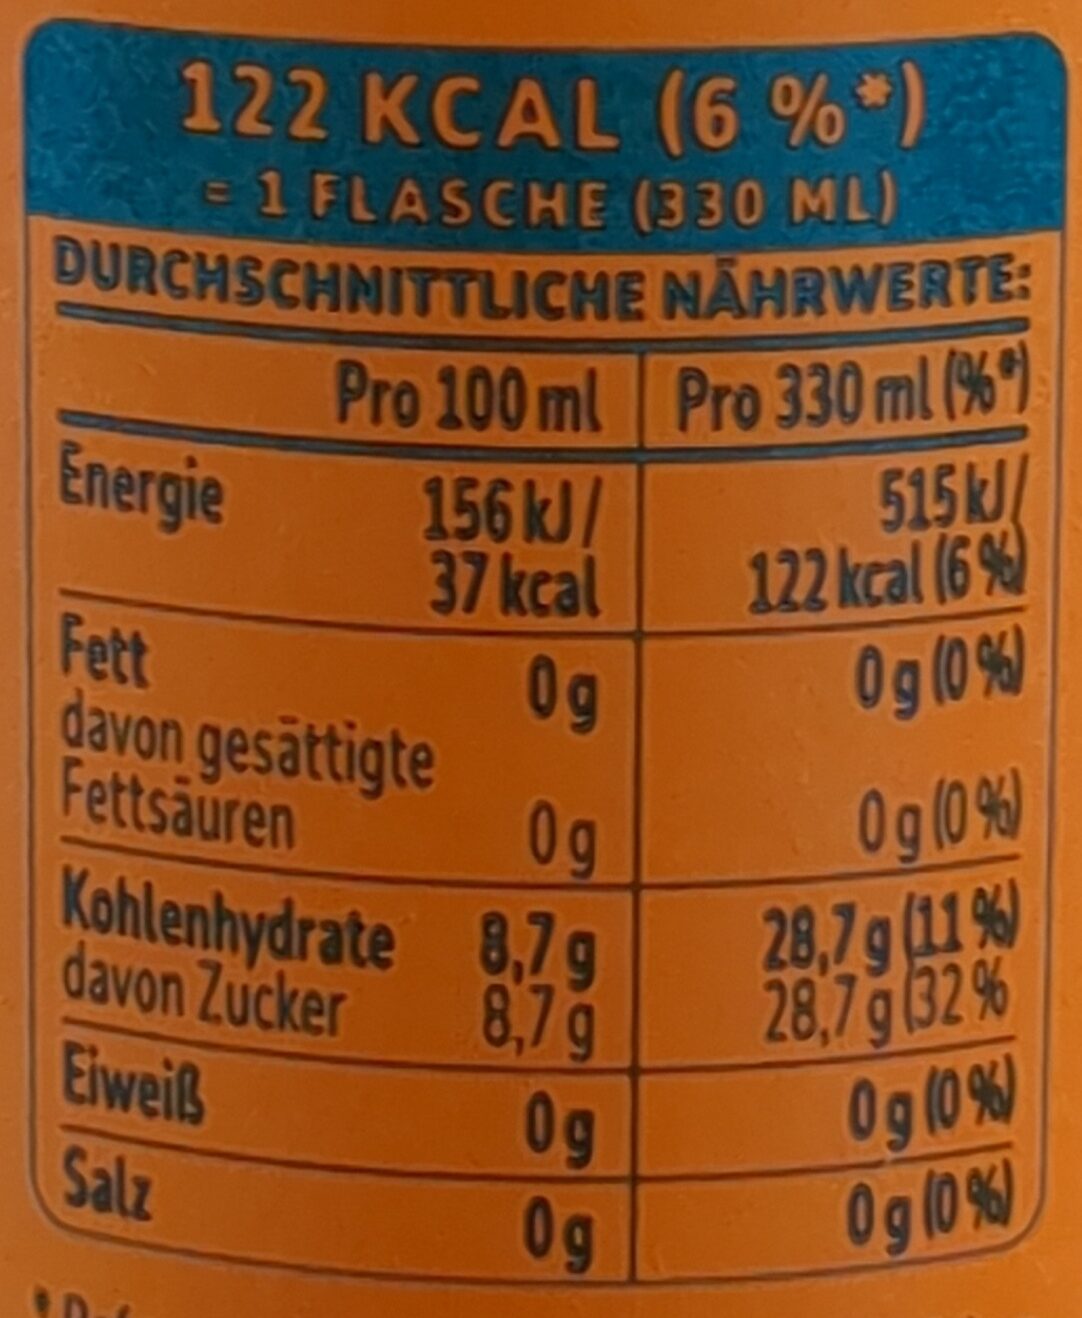 122 KCAL (6 %*)
= 1 FLASCHE (330 ML)
DURCHSCHNITTLICHE NÄHRWERTE:
Pro 100 ml Pro 330 ml (%*)
Energie 156 kJ/ 515 kJ/
37 kcal 122 kcal (6 %)
Fett 0 g 0 g (0 %)
davon gesättigte
Fettsäuren 0 g 0 g (0 %)
Kohlenhydrate 8,7 g 28,7 g (11 %)
davon Zucker 8,7 g 28,7 g (32 %
Eiweiß 0 g 0 g (0 %)
Salz 0 g 0 g (0 %)